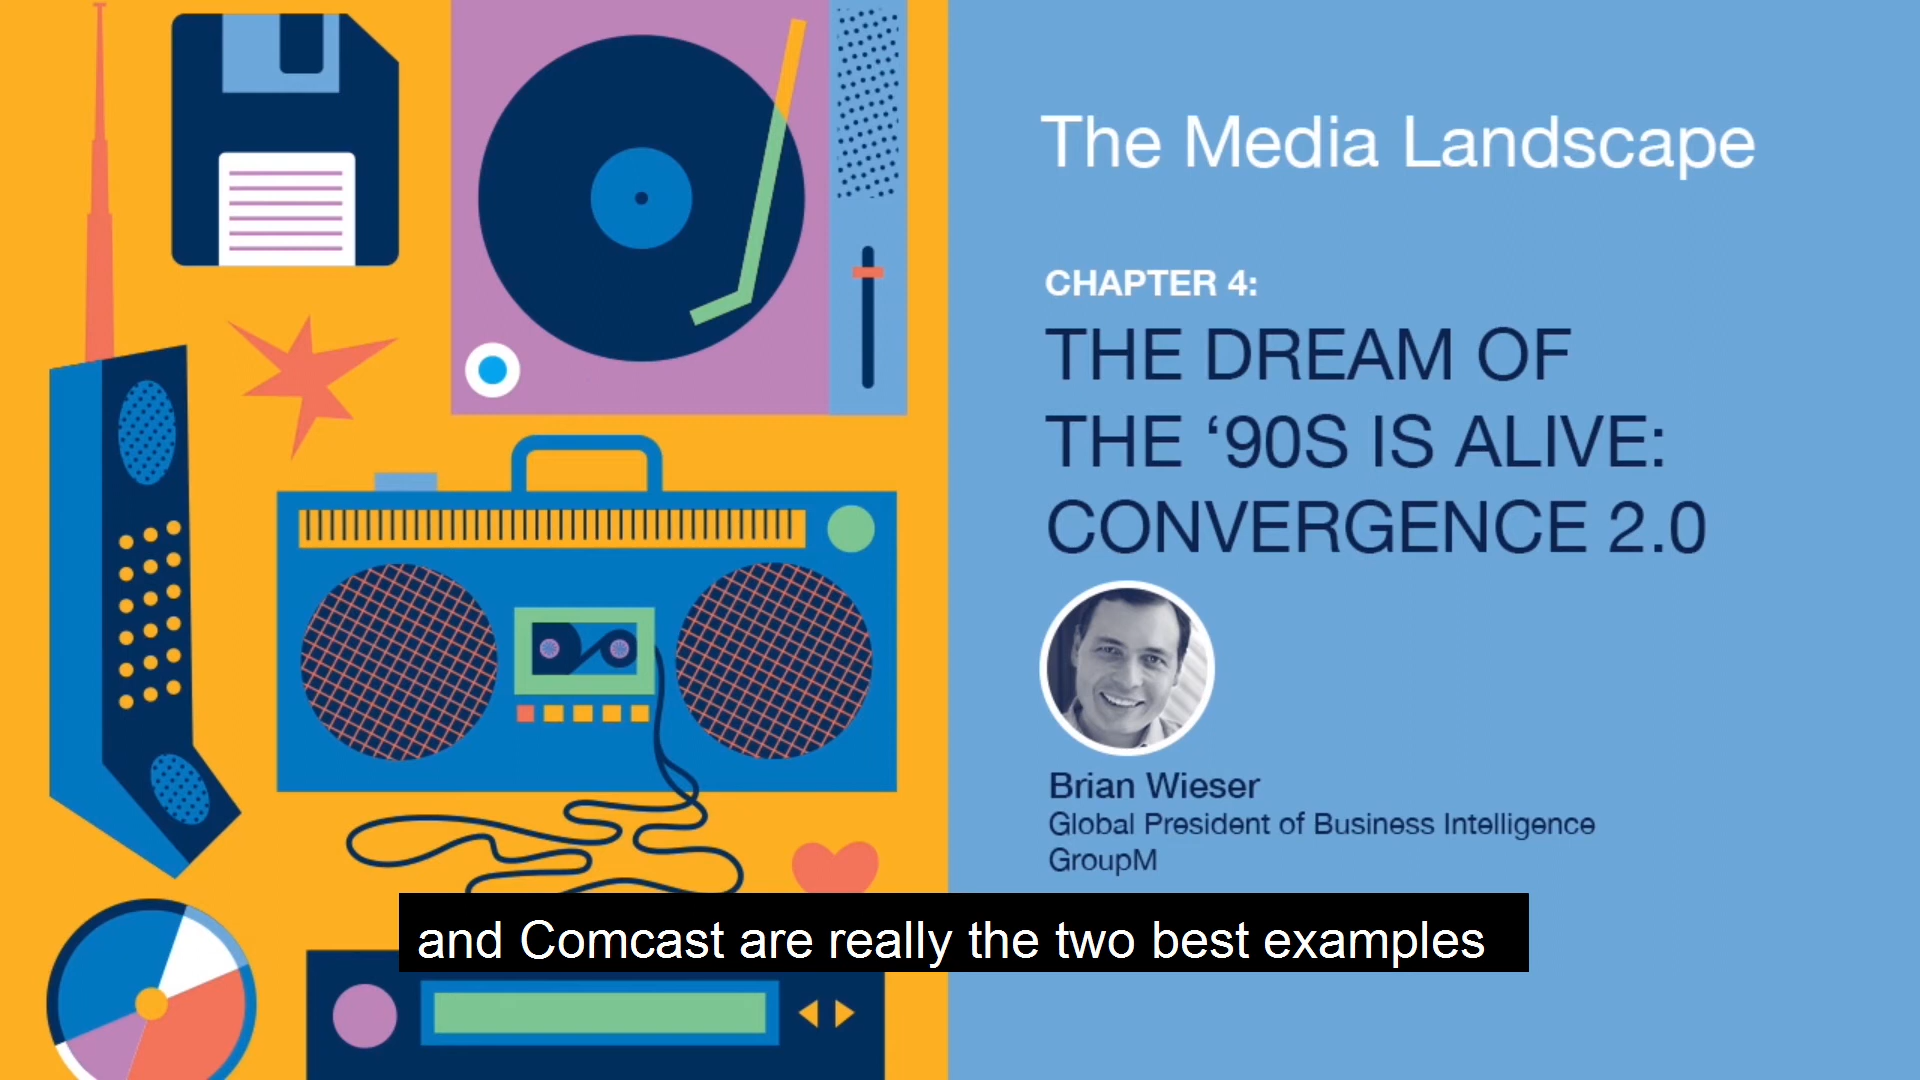 The Media Landscape
CHAPTER 4:
THE DREAM OF
THE ‘90S IS ALIVE:
CONVERGENCE 2.0
Brian Wieser
Global President of Business Intelligence
GroupM
and Comcast are really the two best examples